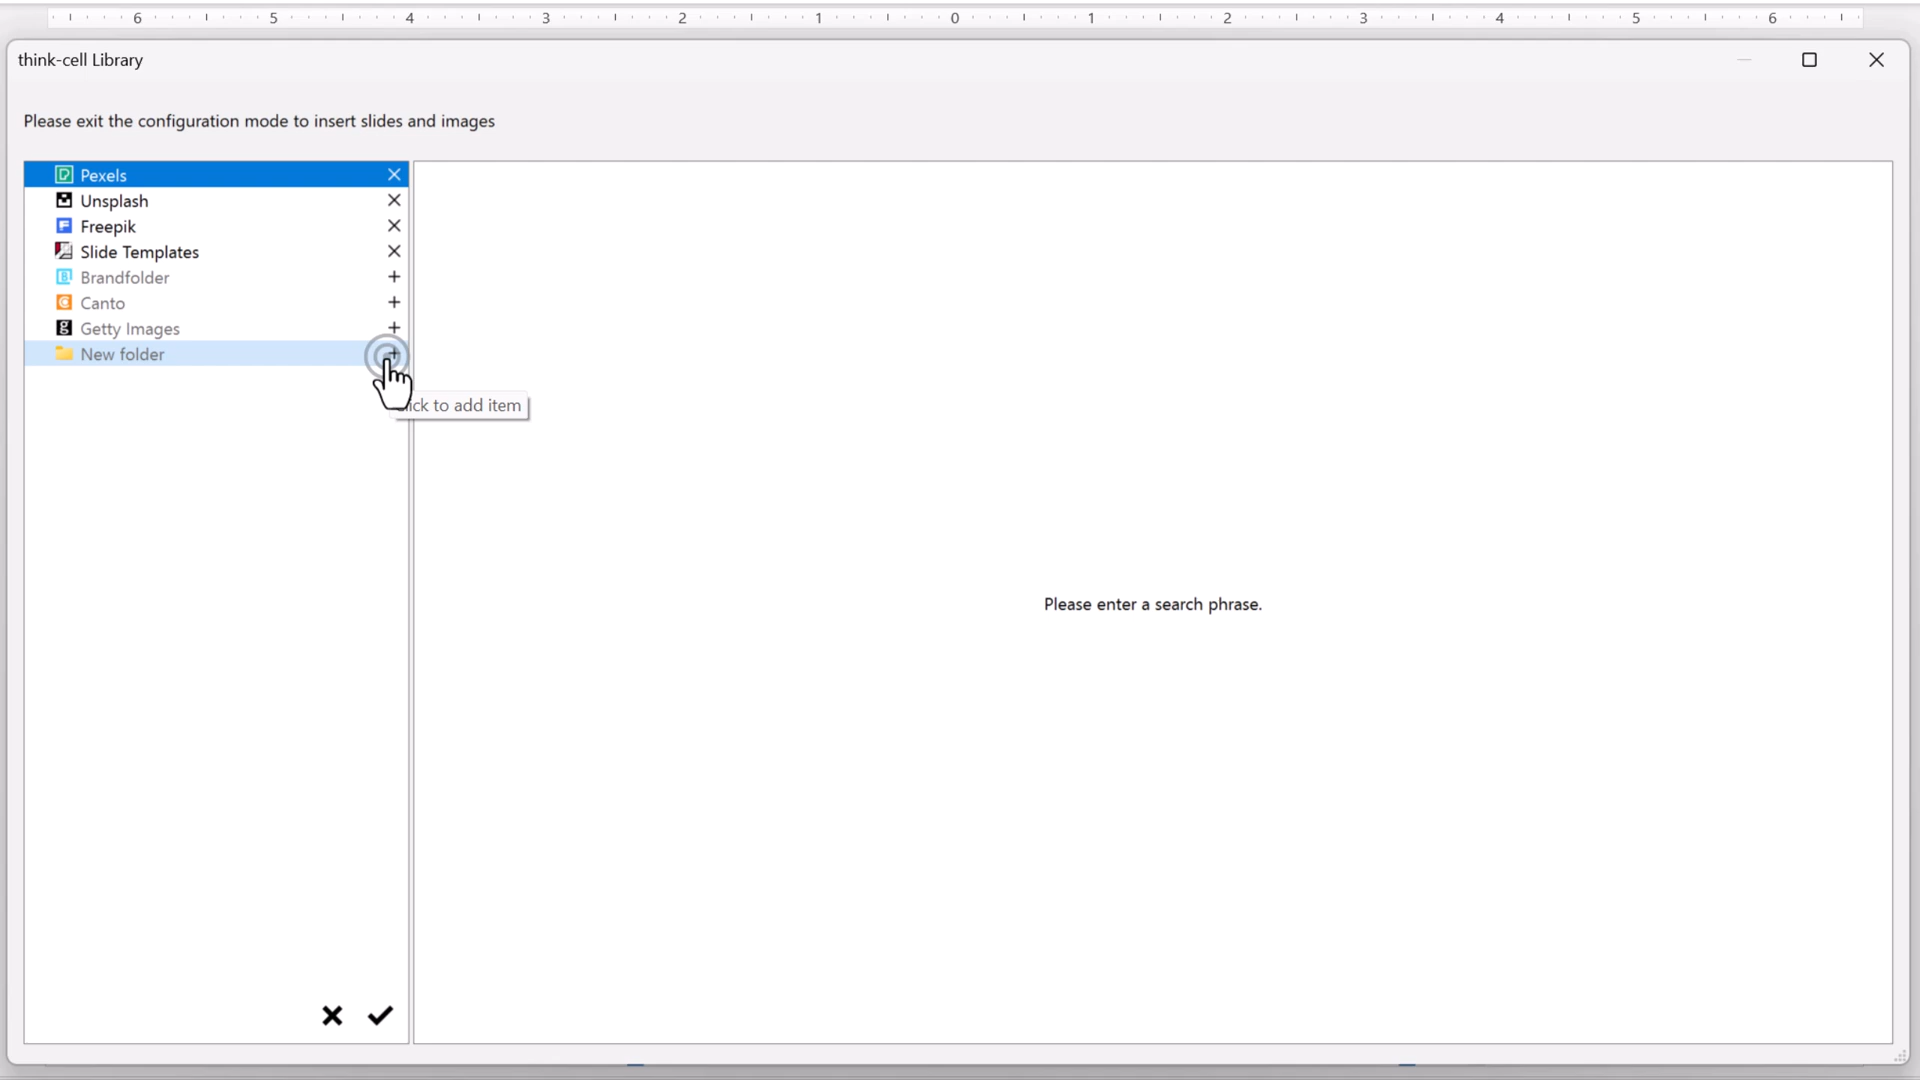 6 5 4 3 2 1 0 1 2 3 4 5 6
think-cell Library
Please exit the configuration mode to insert slides and images
Pexels
Unsplash
Freepik
Slide Templates
Brandfolder
Canto
Getty Images
New folder
to add item
Please enter a search phrase.